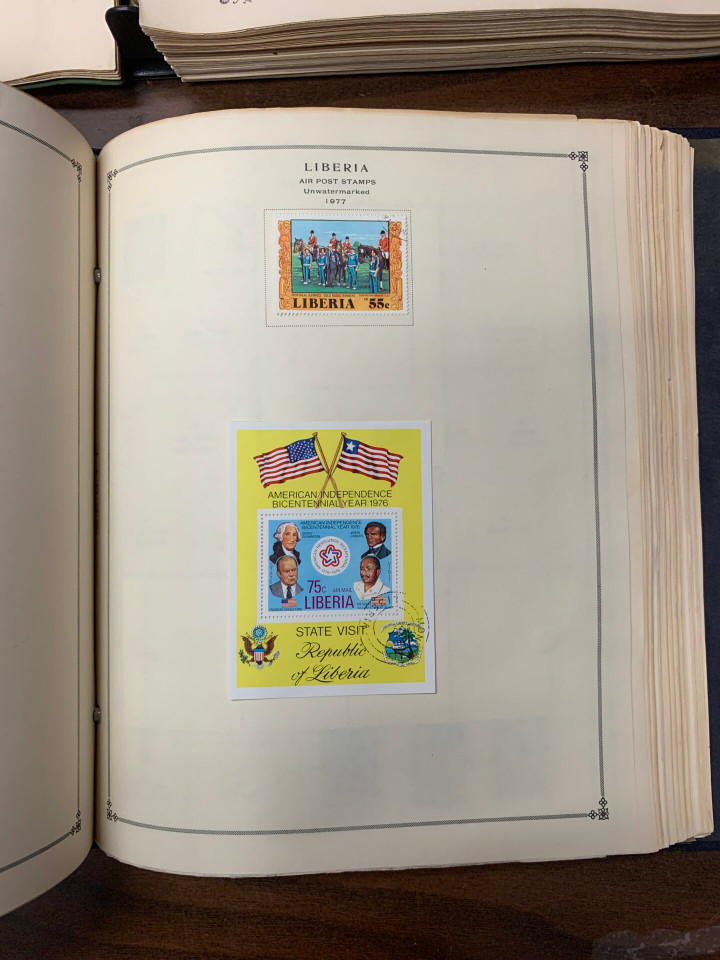 LIBERIA
AIR POST STAMPS
Unwatermarked
1977
LIBERIA 55c
AMERICAN INDEPENDENCE
BICENTENNIAL YEAR 1976
AMERICAN INDEPENDENCE
BICENTENNIAL YEAR 1976
75c AIR MAIL
LIBERIA
STATE VISIT
Republic
of Liberia